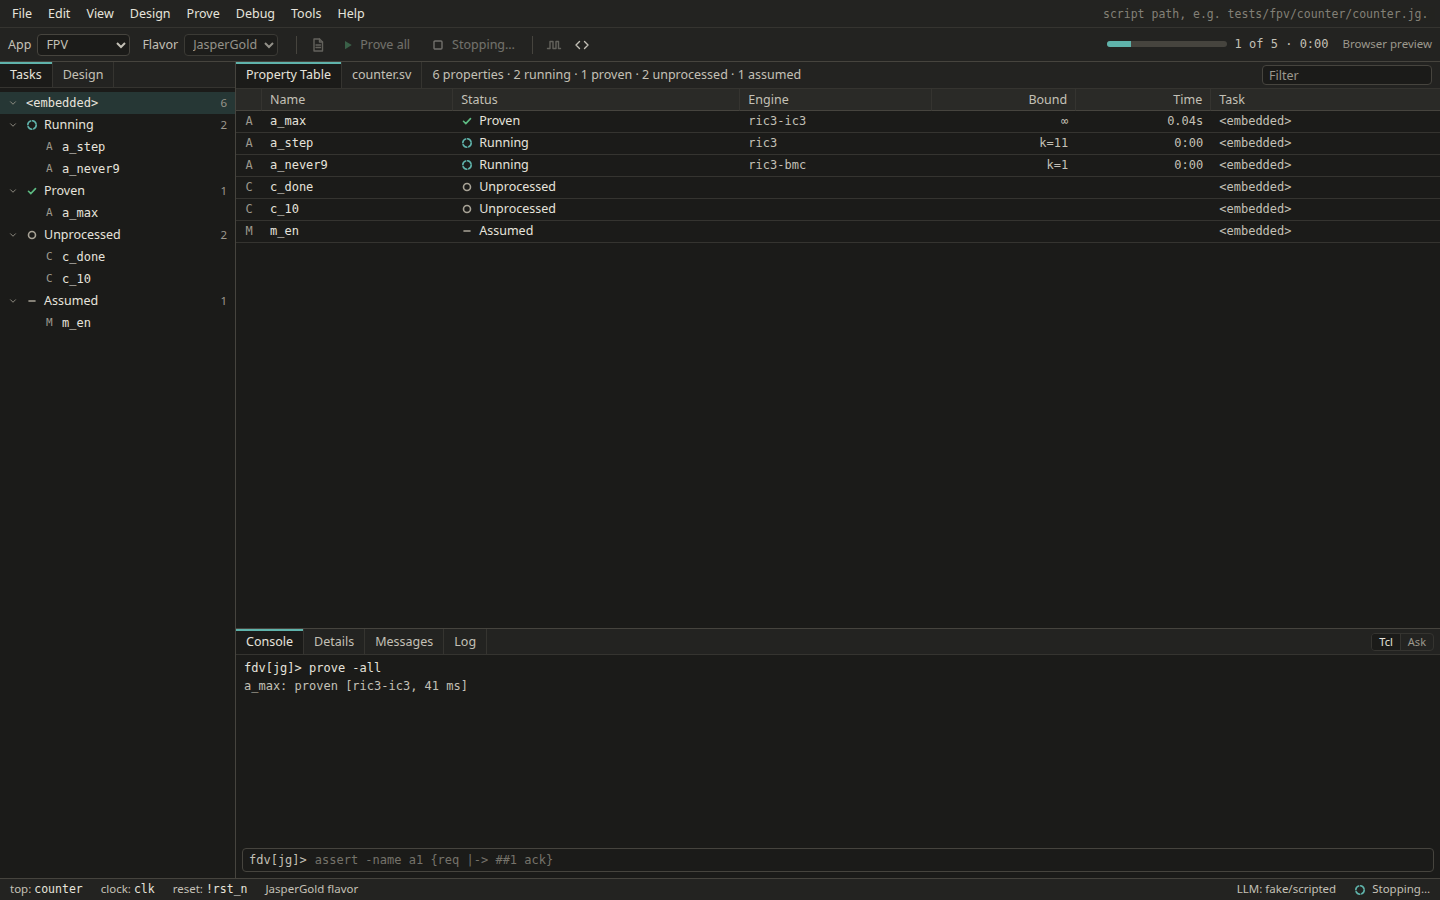 File Edit View Design Prove Debug Tools Help script path, e.g. tests/fpv/counter/counter.jg.
App FPV Flavor JasperGold Prove all Stopping... 1 of 5 · 0:00 Browser preview
Tasks Design Property Table counter.sv 6 properties · 2 running · 1 proven · 2 unprocessed · 1 assumed Filter
<embedded> 6
Running 2
A a_step
A a_never9
Proven 1
A a_max
Unprocessed 2
C c_done
C c_10
Assumed 1
M m_en
Name Status Engine Bound Time Task
A a_max Proven ric3-ic3 ∞ 0.04s <embedded>
A a_step Running ric3 k=11 0:00 <embedded>
A a_never9 Running ric3-bmc k=1 0:00 <embedded>
C c_done Unprocessed <embedded>
C c_10 Unprocessed <embedded>
M m_en Assumed <embedded>
Console Details Messages Log Tcl Ask
fdv[jg]> prove -all
a_max: proven [ric3-ic3, 41 ms]
fdv[jg]> assert -name a1 {req |-> ##1 ack}
top: counter clock: clk reset: !rst_n JasperGold flavor LLM: fake/scripted Stopping...